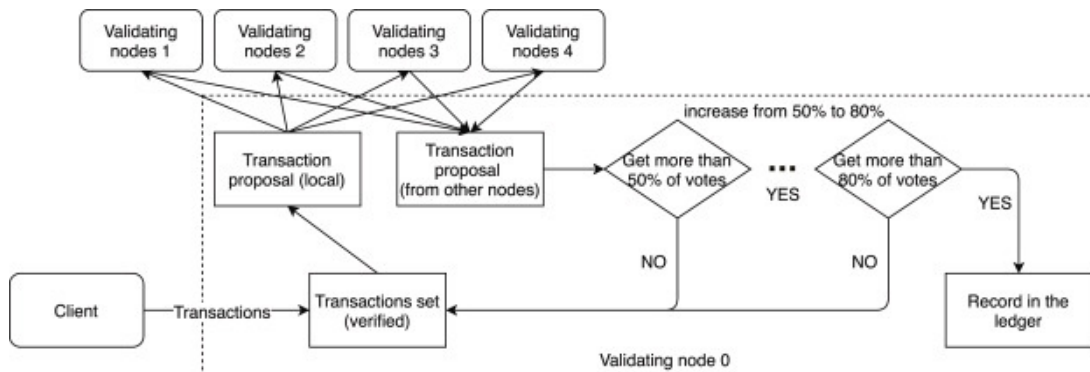 Validating
nodes 1
Validating
nodes 2
Validating
nodes 3
Validating
nodes 4
increase from 50% to 80%
Transaction
proposal (local)
Transaction
proposal
(from other nodes)
Get more than
50% of votes
...
YES
Get more than
80% of votes
YES
NO
NO
Client
Transactions
Transactions set
(verified)
Record in the
ledger
Validating node 0